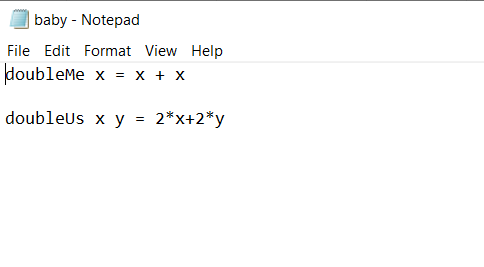 baby - Notepad
File Edit Format View Help
doubleMe x = x + x
doubleUs x y = 2*x+2*y